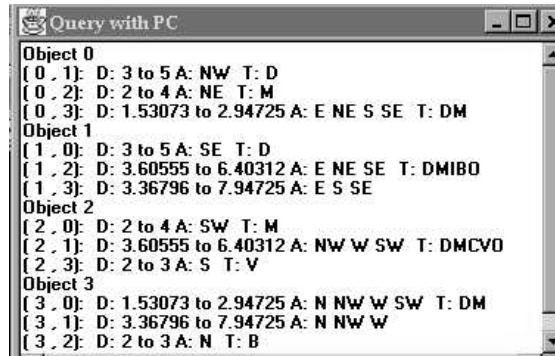 Query with PC
Object 0
( 0 , 1): D: 3 to 5 A: NW T: D
( 0 , 2): D: 2 to 4 A: NE T: M
( 0 , 3): D: 1.53073 to 2.94725 A: E NE S SE T: DM
Object 1
( 1 , 0): D: 3 to 5 A: SE T: D
( 1 , 2): D: 3.60555 to 6.40312 A: E NE SE T: DMIBO
( 1 , 3): D: 3.36796 to 7.94725 A: E S SE
Object 2
( 2 , 0): D: 2 to 4 A: SW T: M
( 2 , 1): D: 3.60555 to 6.40312 A: NW W SW T: DMCVO
( 2 , 3): D: 2 to 3 A: S T: V
Object 3
( 3 , 0): D: 1.53073 to 2.94725 A: N NW W SW T: DM
( 3 , 1): D: 3.36796 to 7.94725 A: N NW W
( 3 , 2): D: 2 to 3 A: N T: B